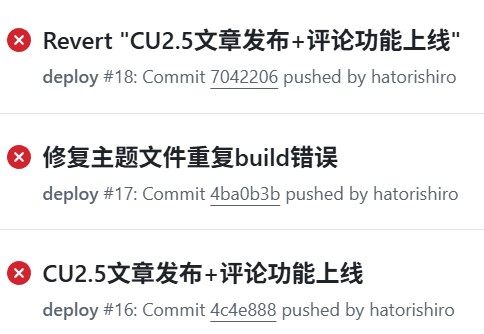 Revert "CU2.5文章发布+评论功能上线"
deploy #18: Commit 7042206 pushed by hatorishiro
修复主题文件重复build错误
deploy #17: Commit 4ba0b3b pushed by hatorishiro
CU2.5文章发布+评论功能上线
deploy #16: Commit 4c4e888 pushed by hatorishiro